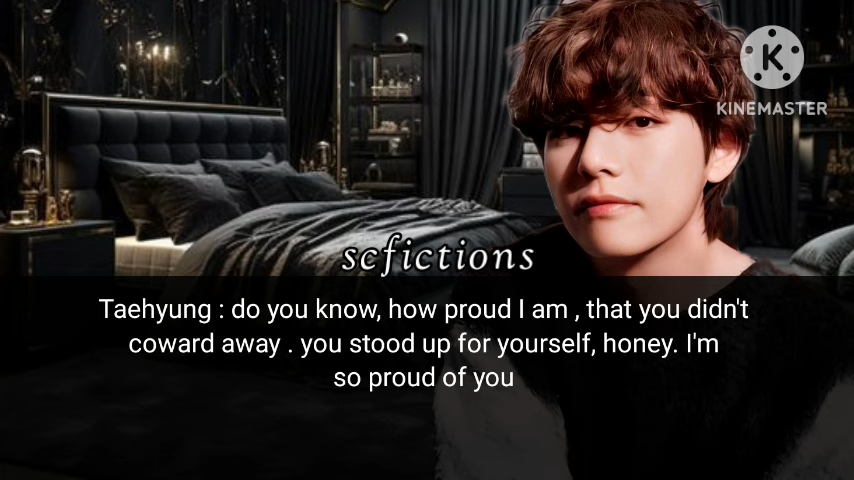 KINEMASTER
scfictions
Taehyung : do you know, how proud I am , that you didn't
coward away . you stood up for yourself, honey. I'm
so proud of you